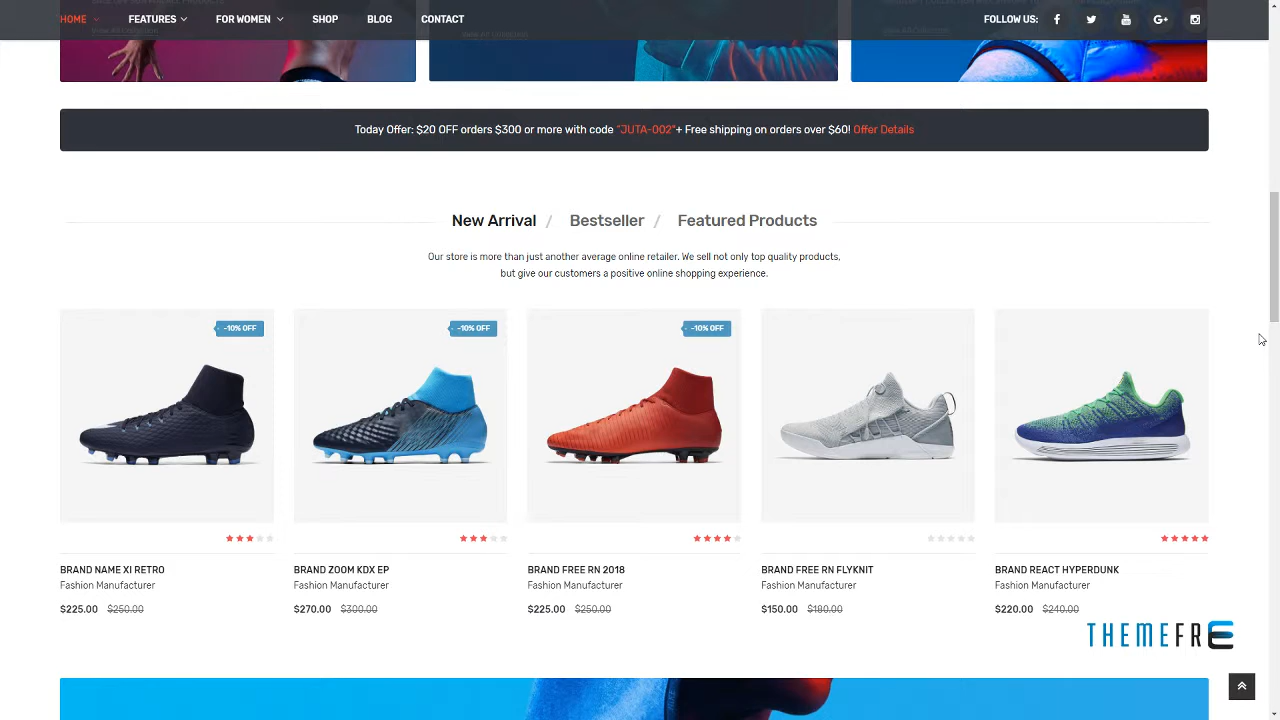 HOME FEATURES FOR WOMEN SHOP BLOG CONTACT FOLLOW US:
View All Collection
Today Offer: $20 OFF orders $300 or more with code "JUTA-002"+ Free shipping on orders over $60! Offer Details
New Arrival / Bestseller / Featured Products
Our store is more than just another average online retailer. We sell not only top quality products,
but give our customers a positive online shopping experience.
-10% OFF -10% OFF -10% OFF
BRAND NAME XI RETRO BRAND ZOOM KDX EP BRAND FREE RN 2018 BRAND FREE RN FLYKNIT BRAND REACT HYPERDUNK
Fashion Manufacturer Fashion Manufacturer Fashion Manufacturer Fashion Manufacturer Fashion Manufacturer
$225.00 $250.00 $270.00 $300.00 $225.00 $250.00 $150.00 $180.00 $220.00 $240.00
THEMEFRE